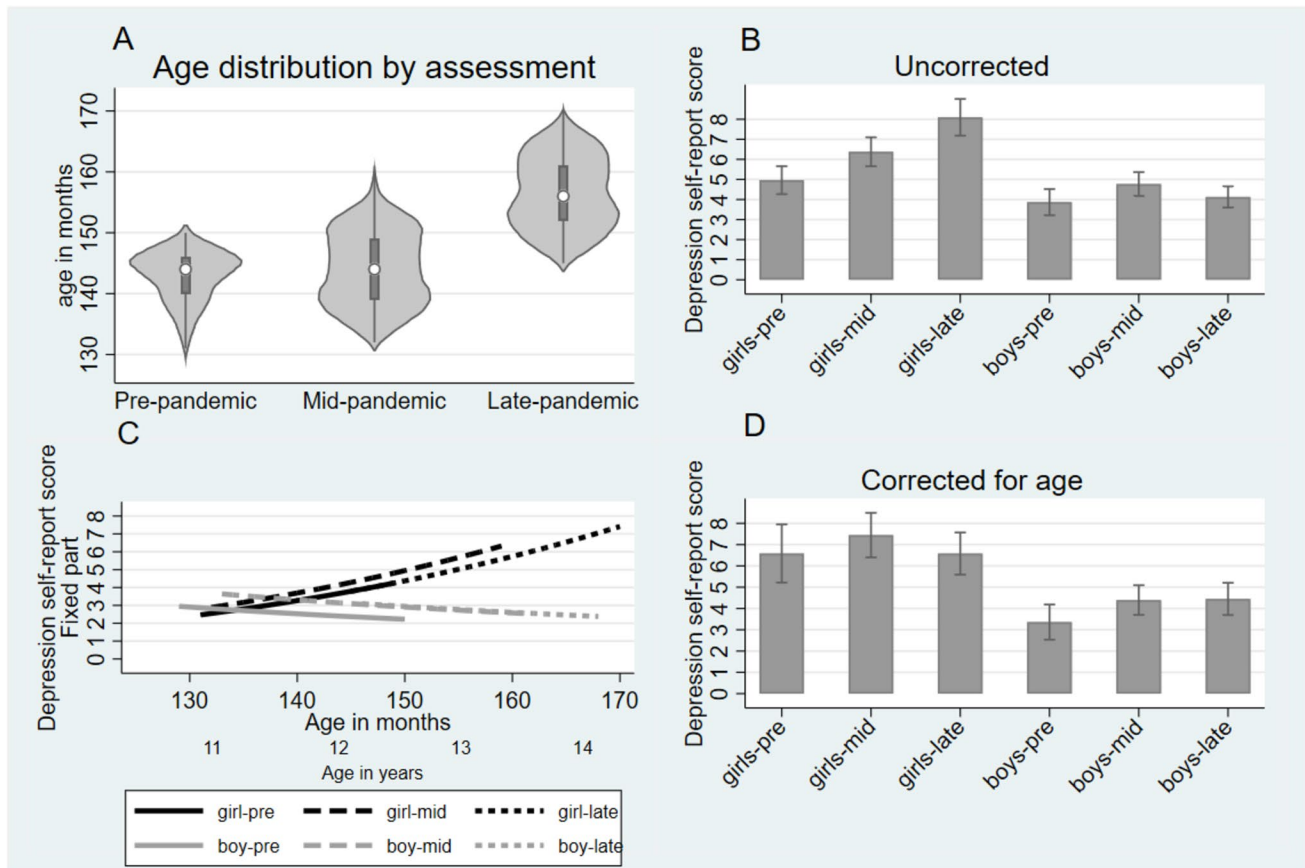 A
Age distribution by assessment
age in months
170
160
150
140
130
Pre-pandemic Mid-pandemic Late-pandemic
B
Uncorrected
Depression self-report score
8
7
6
5
4
3
2
1
0
girls-pre girls-mid girls-late boys-pre boys-mid boys-late
C
Depression self-report score
Fixed part
8
7
6
5
4
3
2
1
0
130 140 150 160 170
Age in months
11 12 13 14
Age in years
girl-pre girl-mid girl-late
boy-pre boy-mid boy-late
D
Corrected for age
Depression self-report score
8
7
6
5
4
3
2
1
0
girls-pre girls-mid girls-late boys-pre boys-mid boys-late